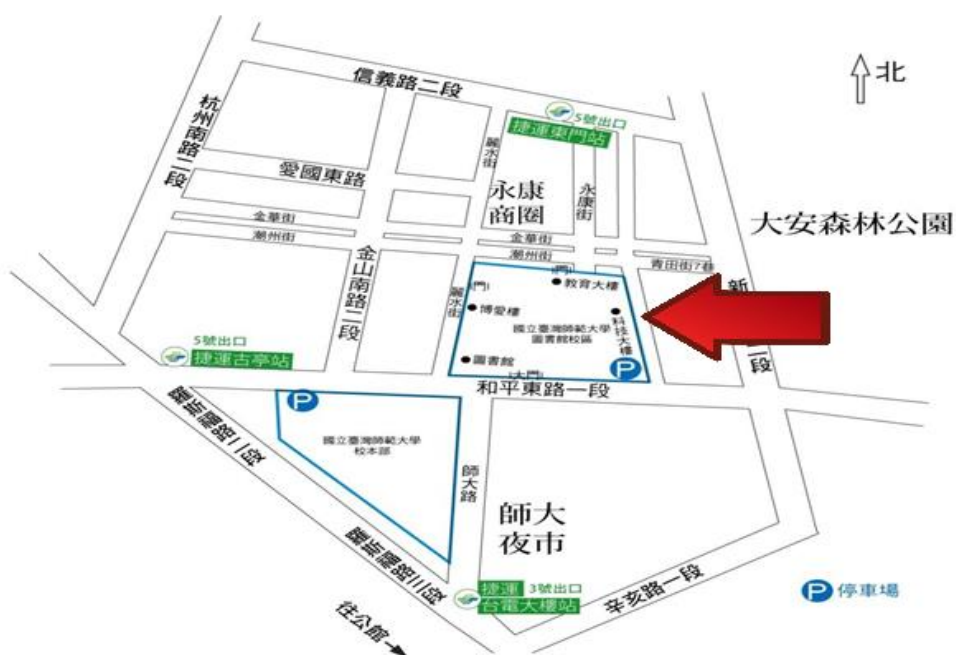 信義路二段
北
杭州南路二段
5號出口
捷運東門站
麗水街
愛國東路
永康
商圈
永康街
金華街
潮州街
金華街
潮州街
大安森林公園
青田街7巷
金山南路二段
麗水街
(門)
(門)
教育大樓
博愛樓
科技大樓
國立臺灣師範大學
圖書館校區
圖書館
P
(大門)
5號出口
捷運古亭站
和平東路一段
P
國立臺灣師範大學
校本部
羅斯福路二段
師大路
師大
夜市
羅斯福路三段
捷運 3號出口
台電大樓站
辛亥路一段
P 停車場
往公館